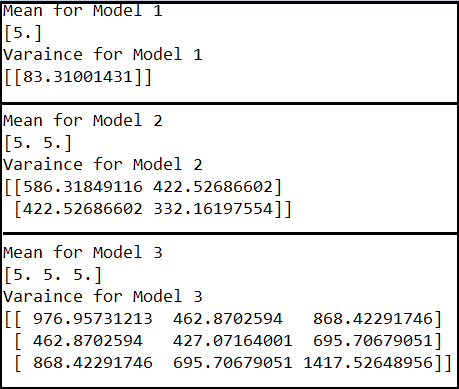 Mean for Model 1
[5.]
Varaince for Model 1
[[83.31001431]]
Mean for Model 2
[5. 5.]
Varaince for Model 2
[[586.31849116 422.52686602]
[422.52686602 332.16197554]]
Mean for Model 3
[5. 5. 5.]
Varaince for Model 3
[[ 976.95731213 462.8702594 868.42291746]
[ 462.8702594 427.07164001 695.70679051]
[ 868.42291746 695.70679051 1417.52648956]]